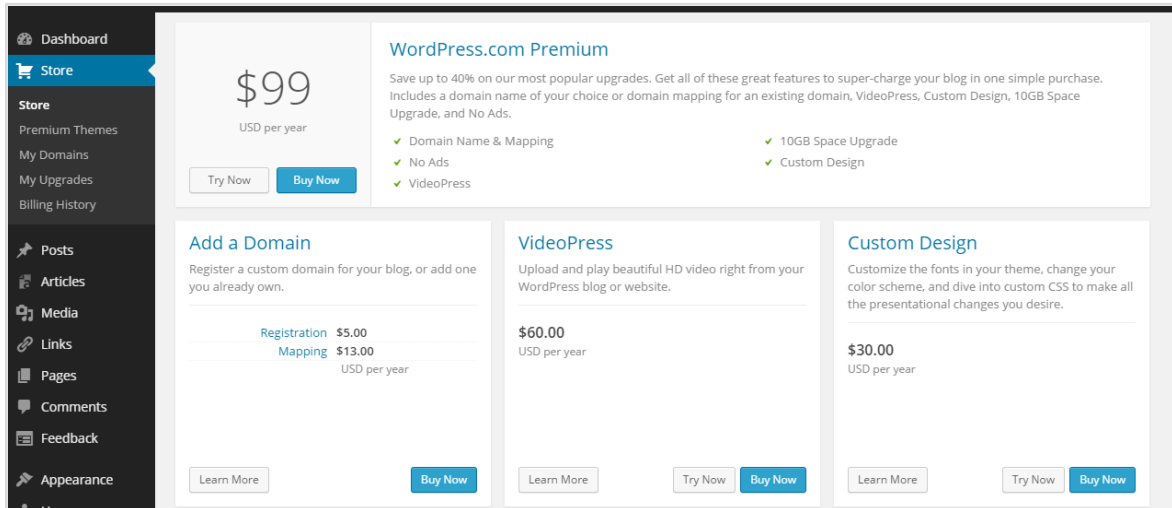 Dashboard
Store
Store
Premium Themes
My Domains
My Upgrades
Billing History
Posts
Articles
Media
Links
Pages
Comments
Feedback
Appearance
$99
USD per year
Try Now
Buy Now
WordPress.com Premium
Save up to 40% on our most popular upgrades. Get all of these great features to super-charge your blog in one simple purchase.
Includes a domain name of your choice or domain mapping for an existing domain, VideoPress, Custom Design, 10GB Space
Upgrade, and No Ads.
Domain Name & Mapping
No Ads
VideoPress
10GB Space Upgrade
Custom Design
Add a Domain
Register a custom domain for your blog, or add one
you already own.
Registration $5.00
Mapping $13.00
USD per year
Learn More
Buy Now
VideoPress
Upload and play beautiful HD video right from your
WordPress blog or website.
$60.00
USD per year
Learn More
Try Now
Buy Now
Custom Design
Customize the fonts in your theme, change your
color scheme, and dive into custom CSS to make all
the presentational changes you desire.
$30.00
USD per year
Learn More
Try Now
Buy Now